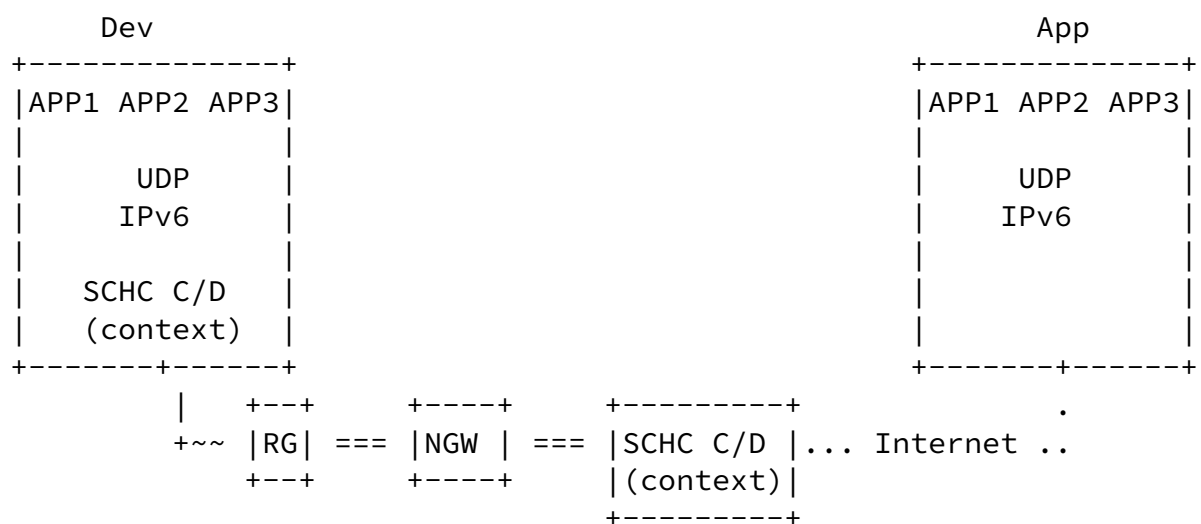 Dev                                                    App
+--------------+                                  +--------------+
|APP1 APP2 APP3|                                  |APP1 APP2 APP3|
|              |                                  |              |
|      UDP     |                                  |     UDP      |
|     IPv6     |                                  |    IPv6      |
|              |                                  |              |
|   SCHC C/D   |                                  |              |
|   (context)  |                                  |              |
+-------+------+                                  +-------+------+
         |   +--+     +----+     +---------+              .
         +~~ |RG| === |NGW | === |SCHC C/D |... Internet ..
             +--+     +----+     |(context)|
                                 +---------+